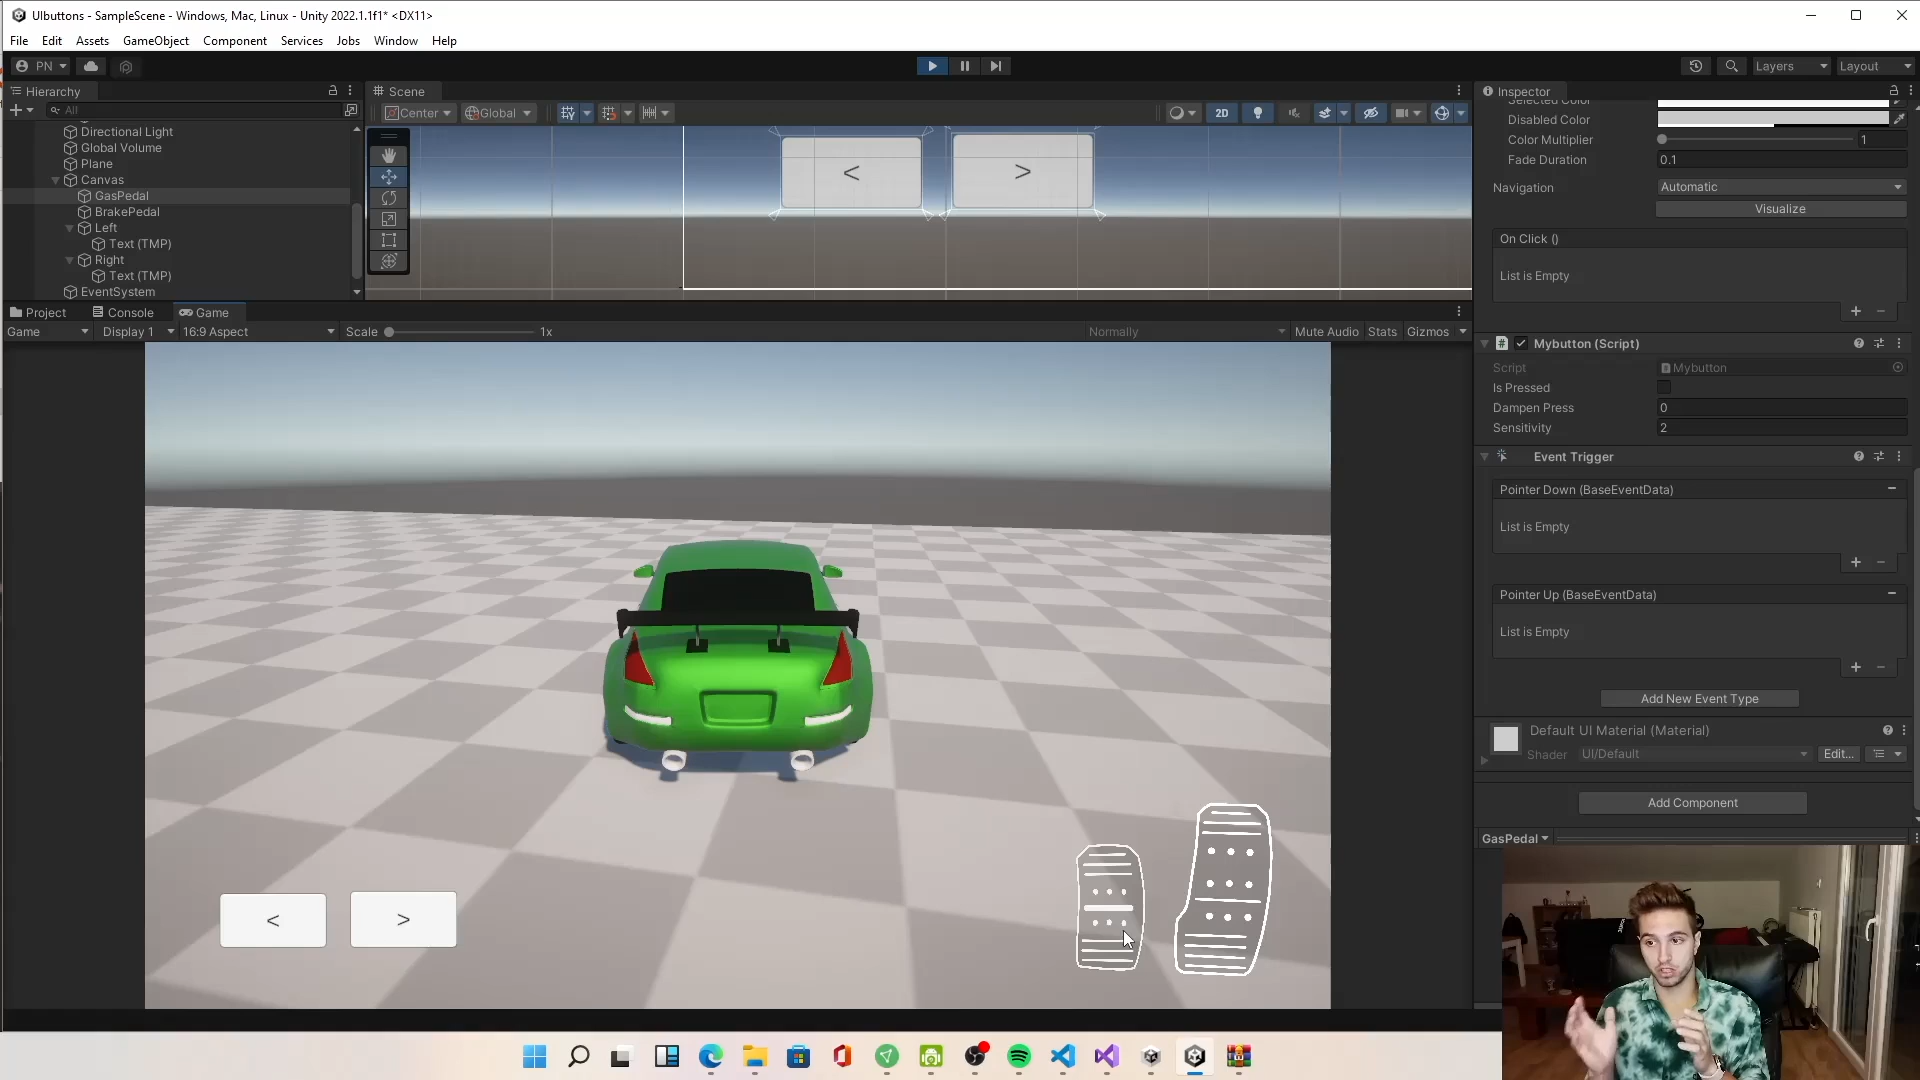 UIbuttons - SampleScene - Windows, Mac, Linux - Unity 2022.1.1f1* <DX11>
File Edit Assets GameObject Component Services Jobs Window Help
PN
Layers
Layout
Hierarchy
All
Directional Light
Global Volume
Plane
Canvas
GasPedal
BrakePedal
Left
Text (TMP)
Right
Text (TMP)
EventSystem
Scene
Center
Global
2D
<
>
Project
Console
Game
Game
Display 1
16:9 Aspect
Scale
1x
Normally
Mute Audio
Stats
Gizmos
<
>
Inspector
Selected Color
Disabled Color
Color Multiplier
1
Fade Duration
0.1
Navigation
Automatic
Visualize
On Click ()
List is Empty
Mybutton (Script)
Script
Mybutton
Is Pressed
Dampen Press
0
Sensitivity
2
Event Trigger
Pointer Down (BaseEventData)
List is Empty
Pointer Up (BaseEventData)
List is Empty
Add New Event Type
Default UI Material (Material)
Shader
UI/Default
Edit...
Add Component
GasPedal